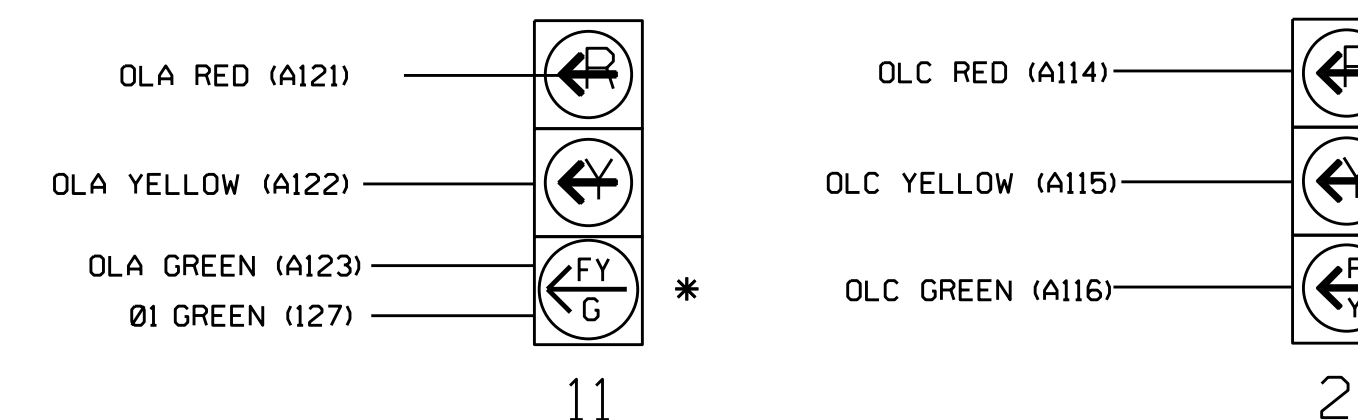 OLA RED (A121)
R
OLA YELLOW (A122)
Y
OLA GREEN (A123)
Ø1 GREEN (127)
FY
G
*
11
OLC RED (A114)
OLC YELLOW (A115)
OLC GREEN (A116)
2